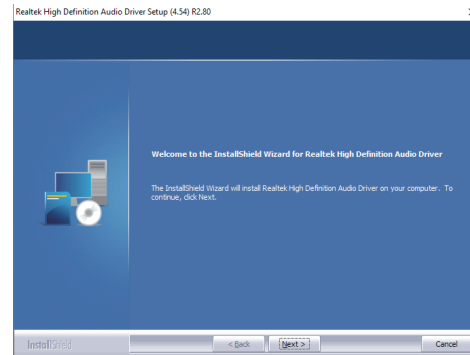 Realtek High Definition Audio Driver Setup (4.54) R2.80
Welcome to the InstallShield Wizard for Realtek High Definition Audio Driver
The InstallShield Wizard will install Realtek High Definition Audio Driver on your computer. To
continue, click Next.
InstallShield
< Back
Next >
Cancel